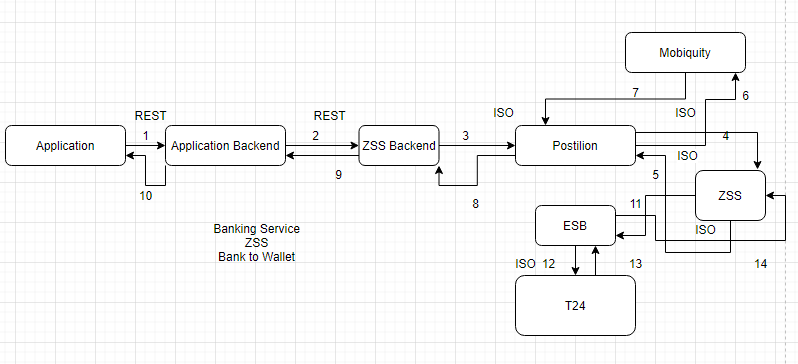 Mobiquity
7
6
REST
REST
ISO
ISO
1
2
3
4
Application
Application Backend
ZSS Backend
Postilion
ISO
9
5
10
8
ZSS
11
Banking Service
ZSS
Bank to Wallet
ESB
ISO
ISO
12
13
14
T24